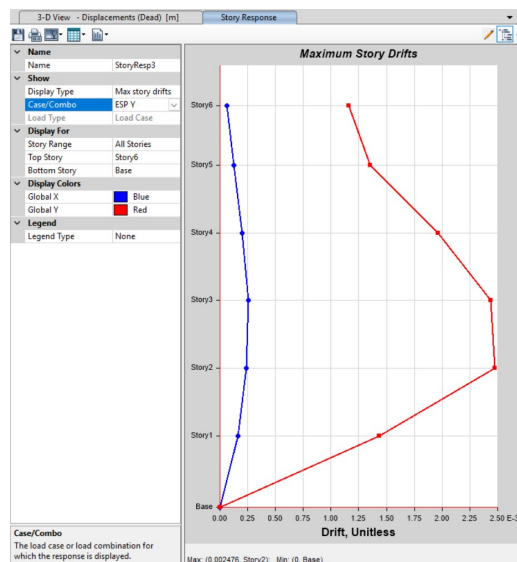 3-D View - Displacements (Dead) [m]
Story Response
Name
Name StoryResp3
Show
Display Type Max story drifts
Case/Combo ESP Y
Load Type Load Case
Display For
Story Range All Stories
Top Story Story6
Bottom Story Base
Display Colors
Global X Blue
Global Y Red
Legend
Legend Type None
Case/Combo
The load case or load combination for
which the response is displayed.
Maximum Story Drifts
Story6
Story5
Story4
Story3
Story2
Story1
Base
0.00 0.25 0.50 0.75 1.00 1.25 1.50 1.75 2.00 2.25 2.50 E-3
Drift, Unitless
Max: (0.002476, Story2); Min: (0, Base)